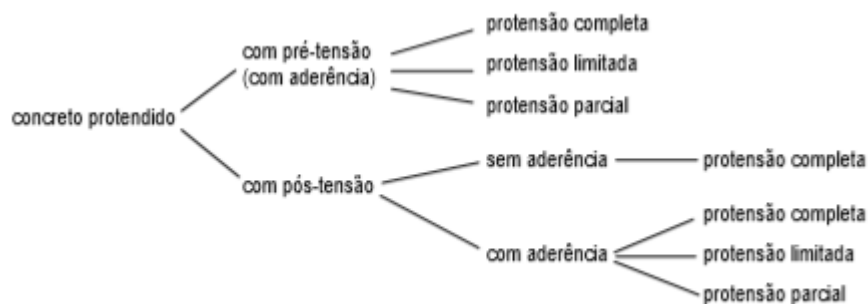 protensão completa
com pré-tensão
(com aderência)
protensão limitada
protensão parcial
concreto protendido
sem aderência
protensão completa
com pós-tensão
protensão completa
com aderência
protensão limitada
protensão parcial